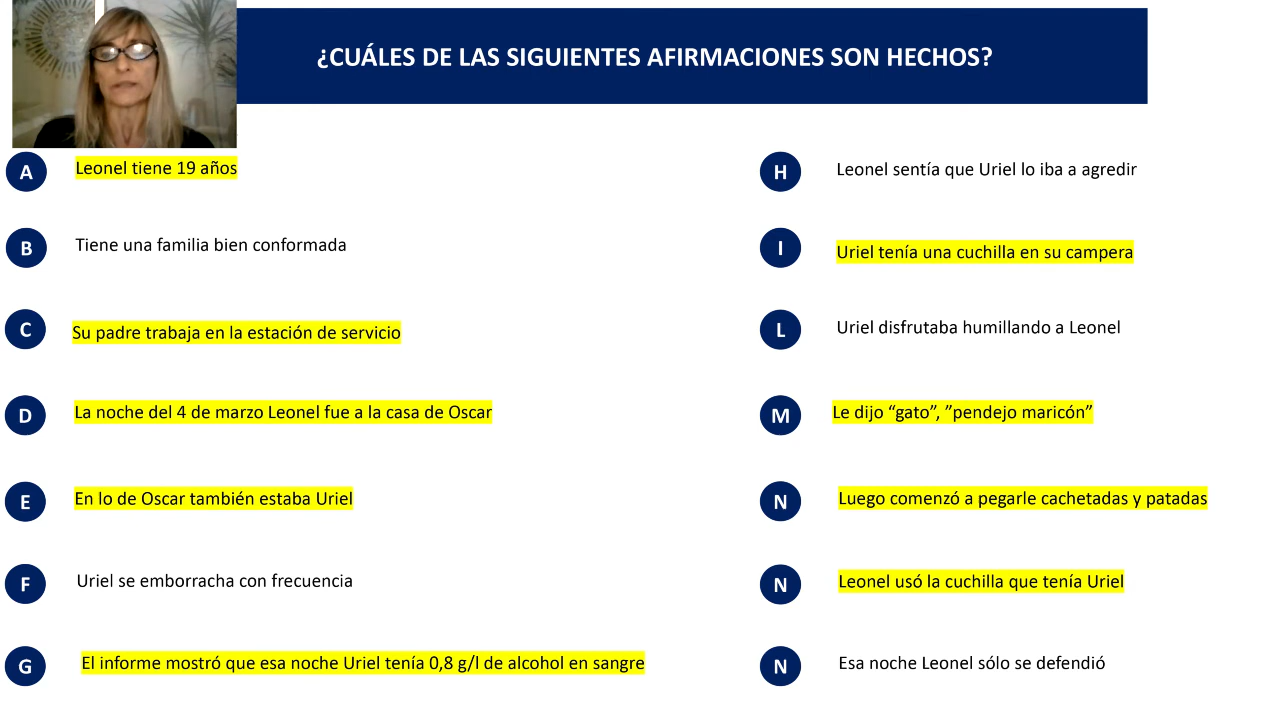 ¿CUÁLES DE LAS SIGUIENTES AFIRMACIONES SON HECHOS?
A Leonel tiene 19 años
B Tiene una familia bien conformada
C Su padre trabaja en la estación de servicio
D La noche del 4 de marzo Leonel fue a la casa de Oscar
E En lo de Oscar también estaba Uriel
F Uriel se emborracha con frecuencia
G El informe mostró que esa noche Uriel tenía 0,8 g/l de alcohol en sangre
H Leonel sentía que Uriel lo iba a agredir
I Uriel tenía una cuchilla en su campera
L Uriel disfrutaba humillando a Leonel
M Le dijo “gato”, ”pendejo maricón”
N Luego comenzó a pegarle cachetadas y patadas
N Leonel usó la cuchilla que tenía Uriel
N Esa noche Leonel sólo se defendió